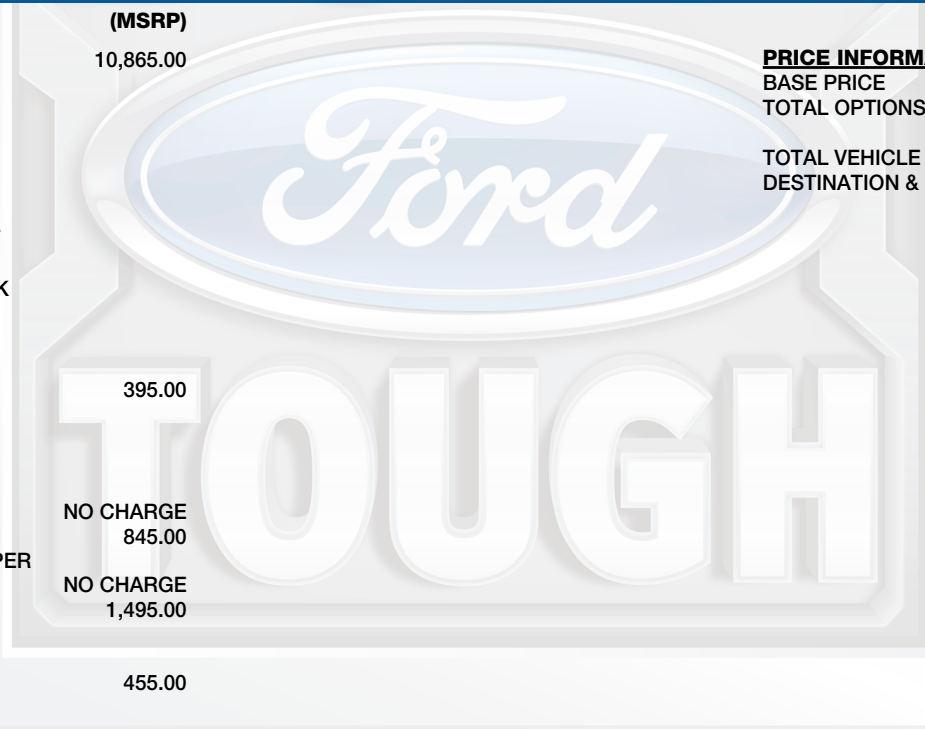 (MSRP)
10,865.00
PRICE INFORMA
BASE PRICE
TOTAL OPTIONS
TOTAL VEHICLE
DESTINATION &
Ford
K
395.00
TOUGH
NO CHARGE
845.00
PER
NO CHARGE
1,495.00
455.00